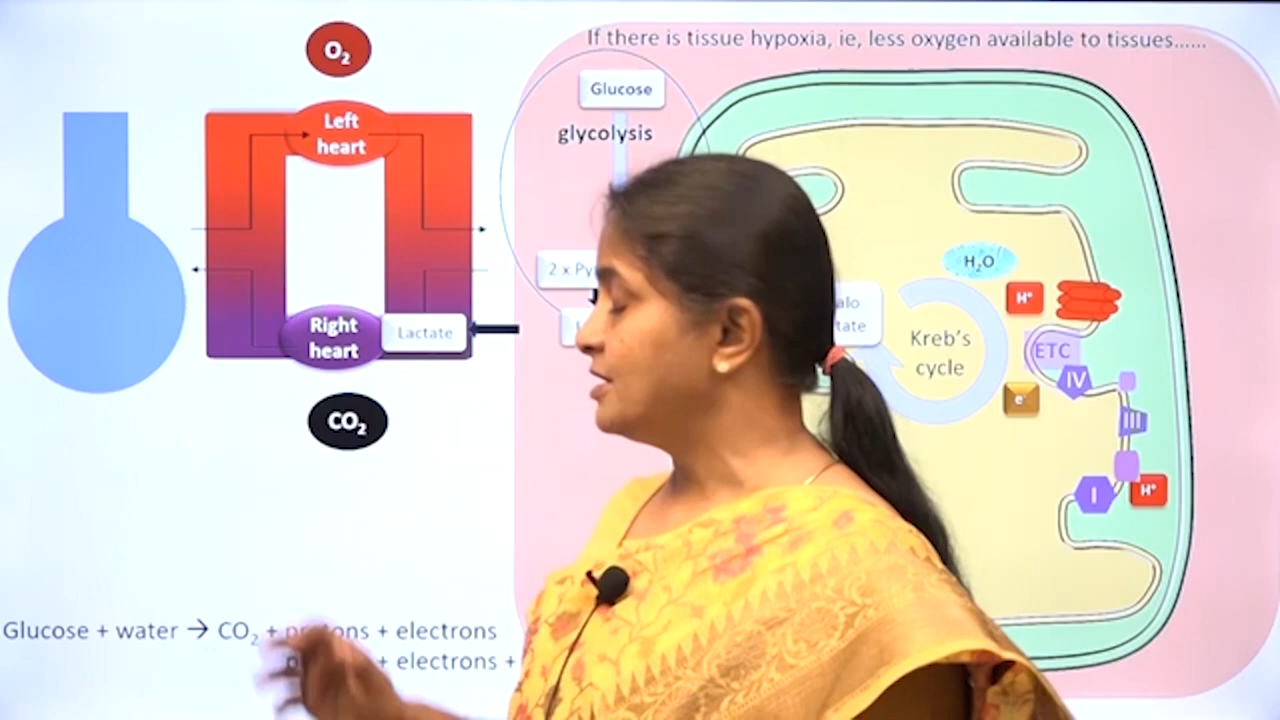 If there is tissue hypoxia, ie, less oxygen available to tissues......
O₂
Glucose
Left
heart
glycolysis
H₂O
2 x
H⁺
Right
heart
Lactate
Kreb's
cycle
ETC
IV
e⁻
III
CO₂
I
H⁺
Glucose + water → CO₂ + protons + electrons
+ electrons +